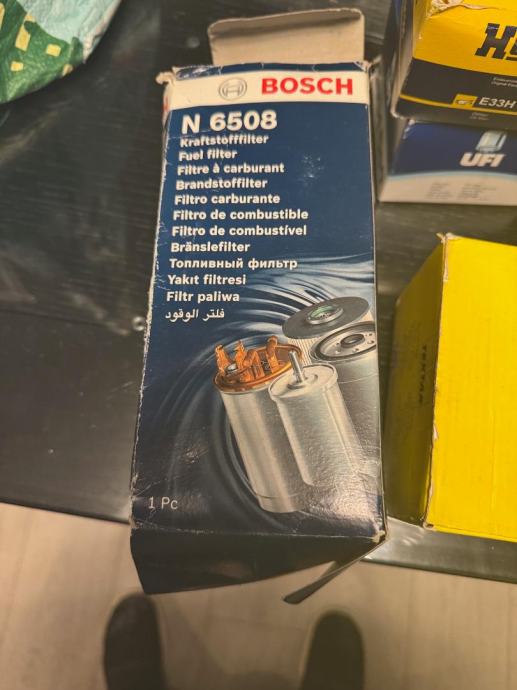 BOSCH
N 6508
Kraftstofffilter
Fuel filter
Filtre à carburant
Brandstoffilter
Filtro carburante
Filtro de combustible
Filtro de combustível
Bränslefilter
Топливный фильтр
Yakıt filtresi
Filtr paliwa
فلتر الوقود
1 Pc
E33H
UFI